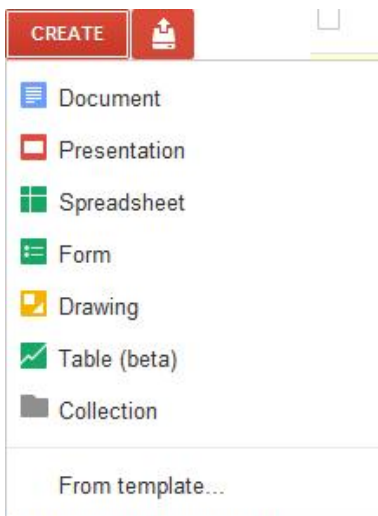 CREATE
Document
Presentation
Spreadsheet
Form
Drawing
Table (beta)
Collection
From template...